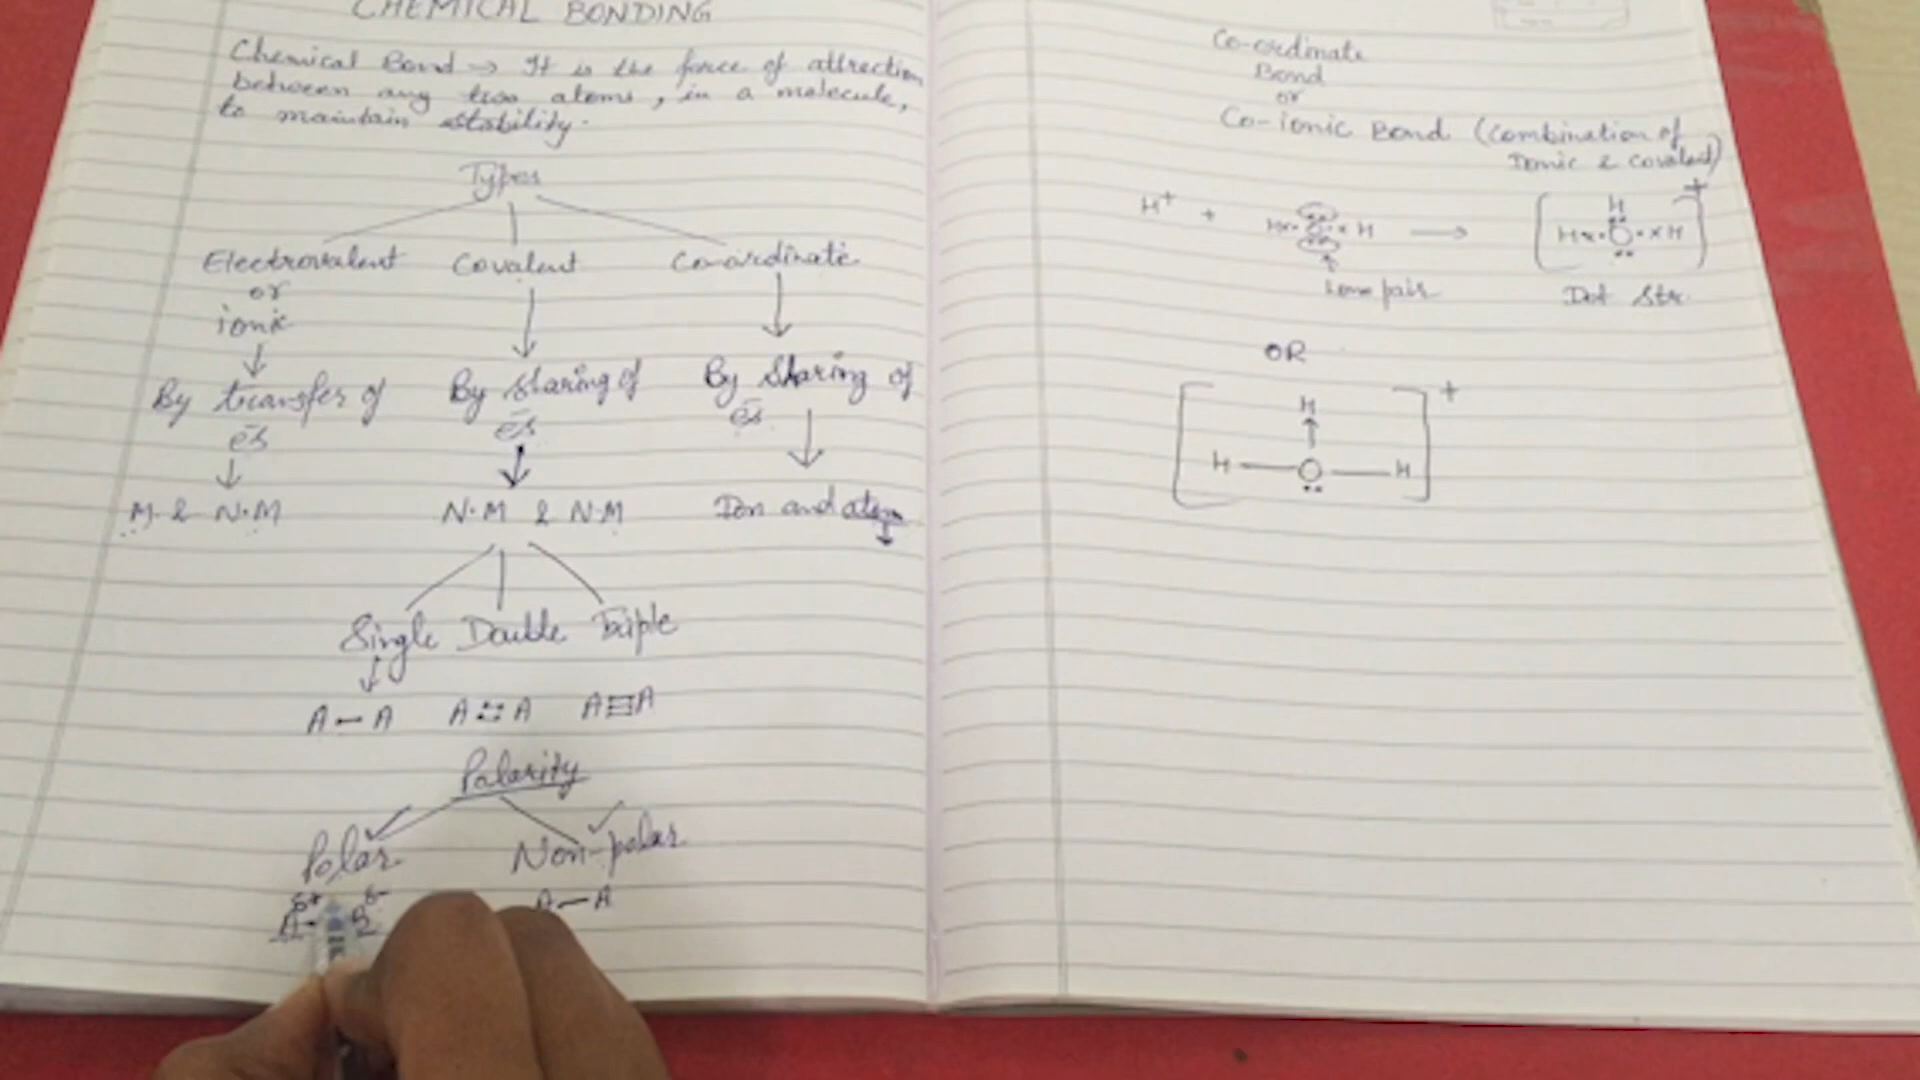 CHEMICAL BONDING
Chemical Bond → It is the force of attraction
between any two atoms, in a molecule,
to maintain stability.
Types
Electrovalent
or
ionic
Covalent
Co-ordinate
By transfer of
ēs
By sharing of
ēs
By sharing of
ēs
M & N.M
N.M & N.M
Ion and atom
Single Double Triple
A—A A=A A≡A
Polarity
Polar
Non-polar
δ+ δ-
A- B
A—A
Co-ordinate
Bond
or
Co-ionic Bond (Combination of
Ionic & Covalent)
H+ + H×•O•×H → [H×•O•×H]+
H
Lone pair
Dot Str.
OR
+
H
↑
H—O—H